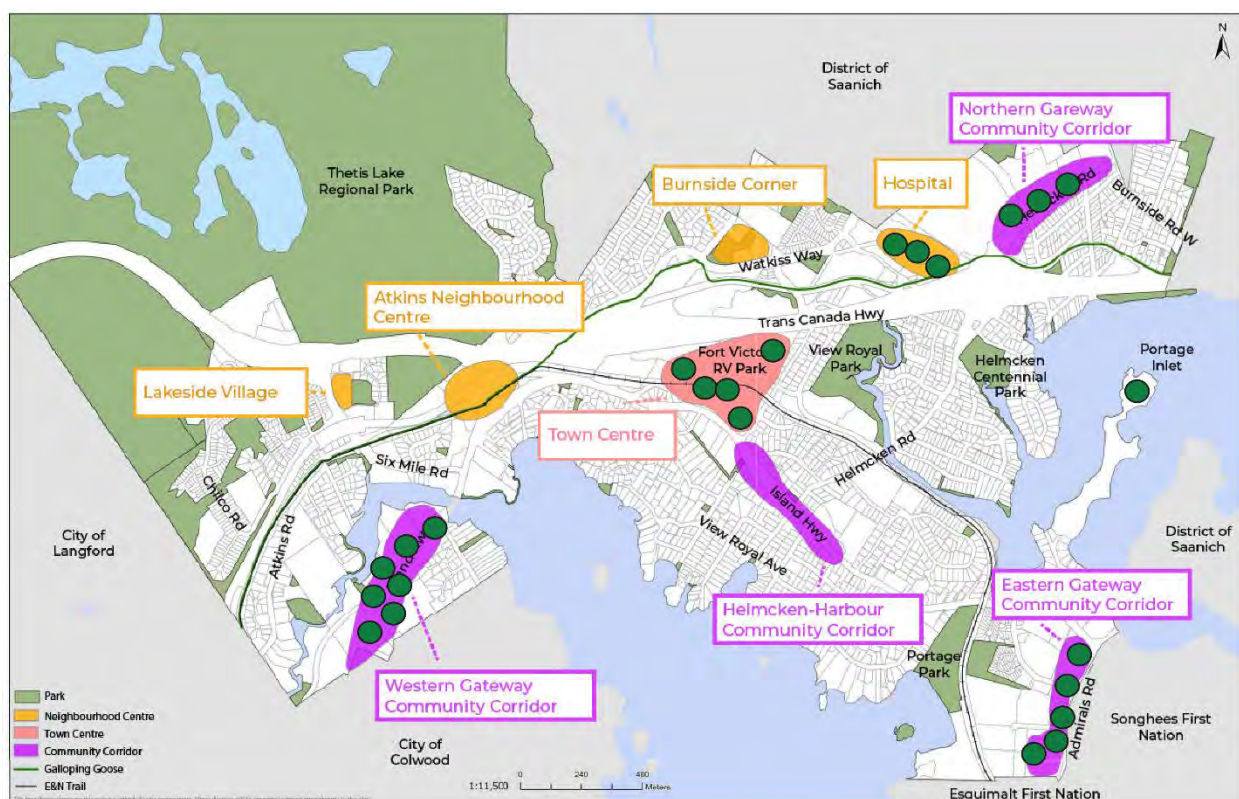 N
District of
Saanich
Northern Gareway
Community Corridor
Thetis Lake
Regional Park
Burnside Corner
Hospital
Burnside Rd W
Watkiss Way
Atkins Neighbourhood
Centre
Trans Canada Hwy
Fort Victo
RV Park
View Royal
Park
Helmcken
Centennial
Park
Portage
Inlet
Lakeside Village
Town Centre
Six Mile Rd
Helmcken Rd
Chilco Rd
Island Hwy
City of
Langford
Atkins Rd
View Royal Ave
District of
Saanich
Eastern Gateway
Community Corridor
Helmcken-Harbour
Community Corridor
Portage
Park
Western Gateway
Community Corridor
Admirals Rd
Songhees First
Nation
City of
Colwood
Esquimalt First Nation
Park
Neighbourhood Centre
Town Centre
Community Corridor
Galloping Goose
E&N Trail
0 240 480
1:11,500 Meters